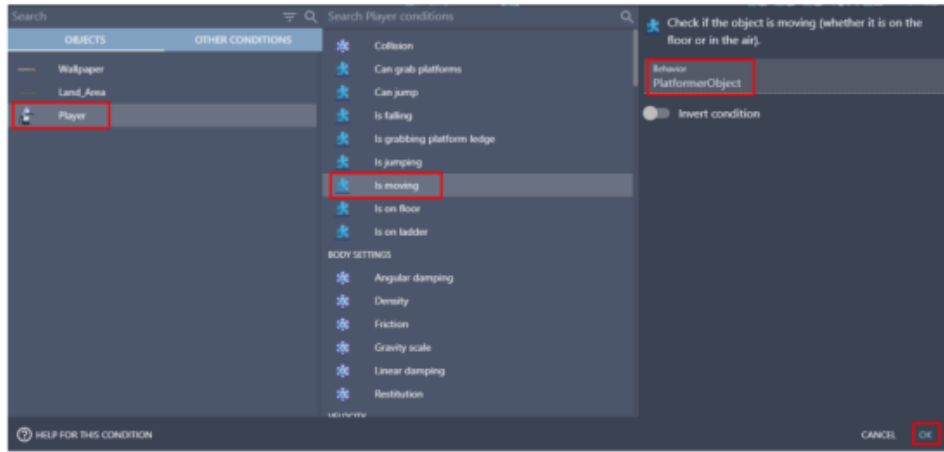 Search
OBJECTS
OTHER CONDITIONS
Wallpaper
Land_Area
Player
Search Player conditions
Collision
Can grab platforms
Can jump
Is falling
Is grabbing platform ledge
Is jumping
Is moving
Is on floor
Is on ladder
BODY SETTINGS
Angular damping
Density
Friction
Gravity scale
Linear damping
Restitution
VELOCITY
Check if the object is moving (whether it is on the
floor or in the air).
Behavior
PlatformerObject
Invert condition
HELP FOR THIS CONDITION
CANCEL
OK